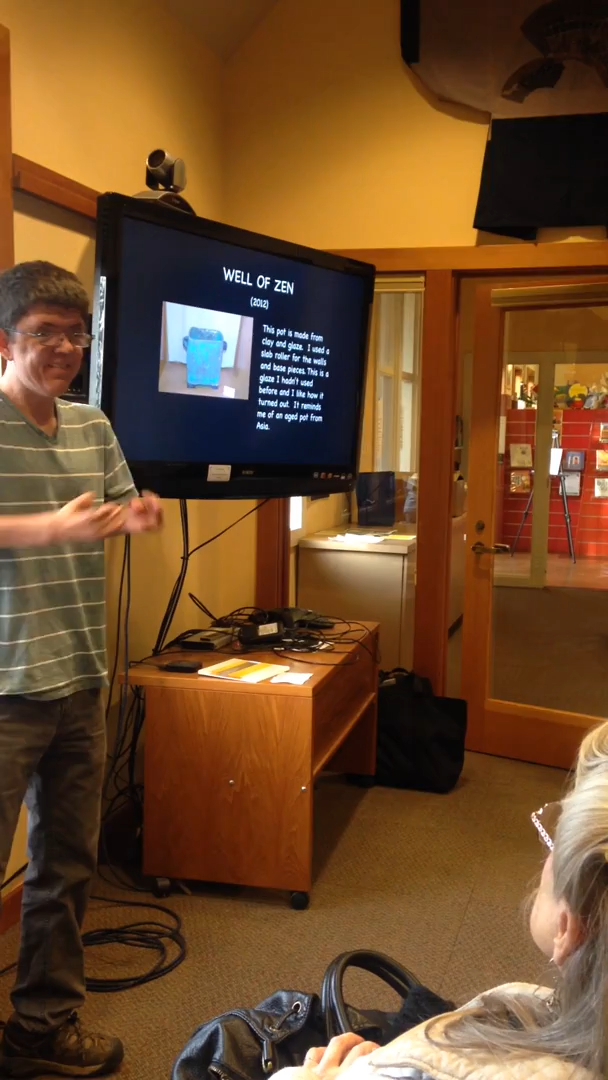 WELL OF ZEN
(2012)
This pot is made from
clay and glaze. I used a
slab roller for the walls
and base pieces. This is a
glaze I hadn't used
before and I like how it
turned out. It reminds
me of an aged pot from
Asia.